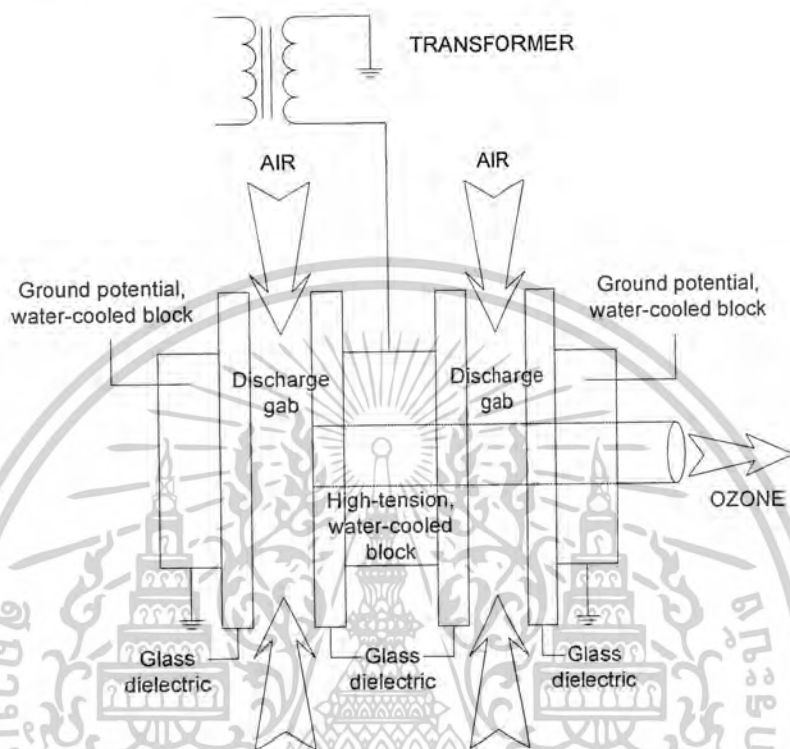 TRANSFORMER
AIR
AIR
Ground potential,
water-cooled block
Ground potential,
water-cooled block
Discharge
gab
Discharge
gab
High-tension,
water-cooled
block
OZONE
Glass
dielectric
Glass
dielectric
Glass
dielectric